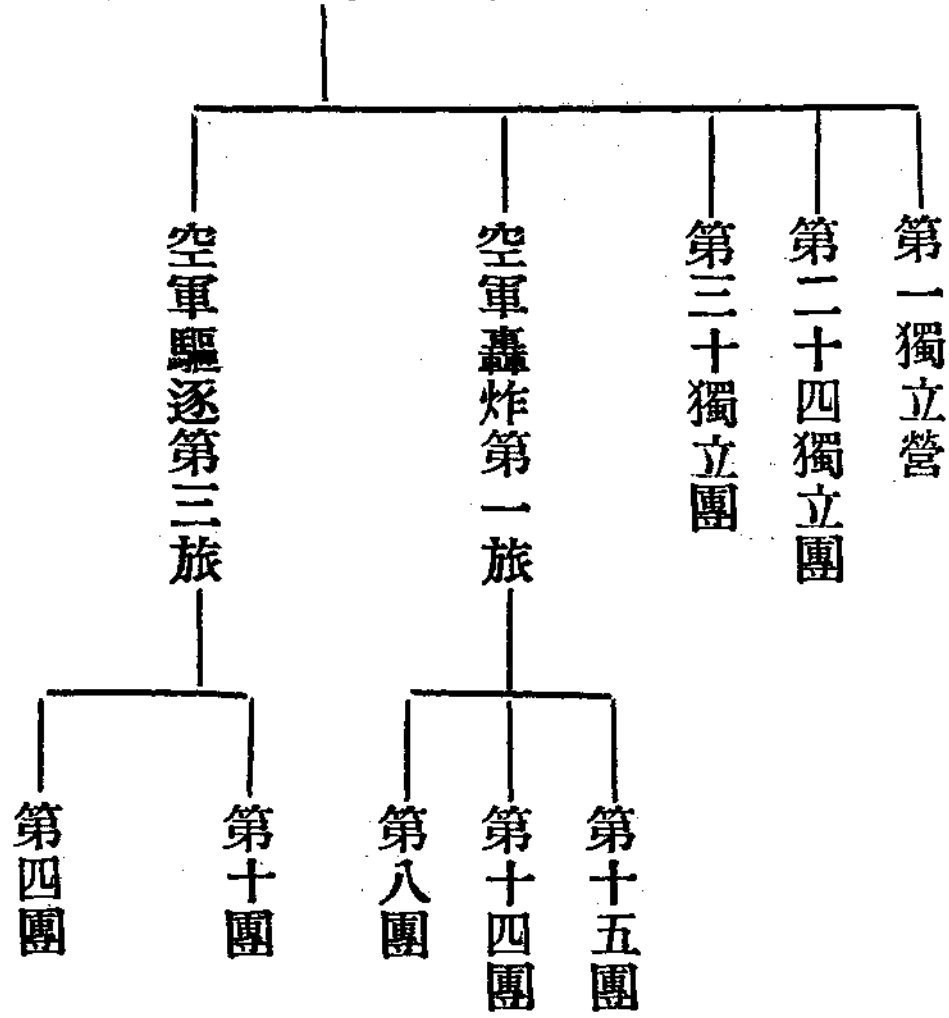 第一獨立營
第二十四獨立團
第三十獨立團
空軍轟炸第一旅
空軍驅逐第三旅
第十五團
第十四團
第八團
第十團
第四團